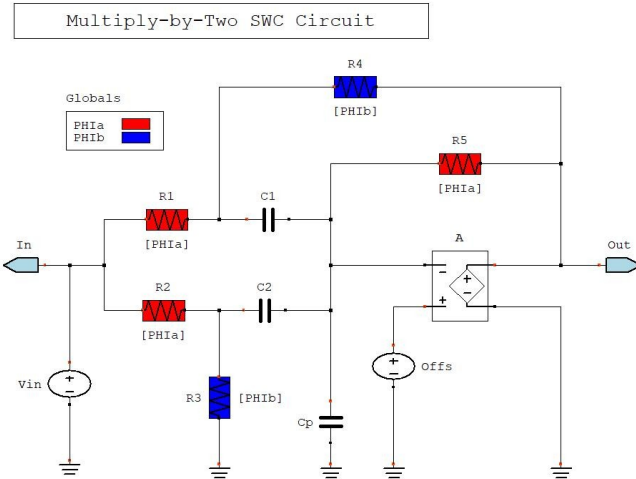 Multiply-by-Two SWC Circuit
R4
[PHIb]
Globals
PHIa
PHIb
R5
[PHIa]
R1
C1
[PHIa]
In
A
Out
R2
C2
[PHIa]
Vin
Offs
R3
[PHIb]
Cp